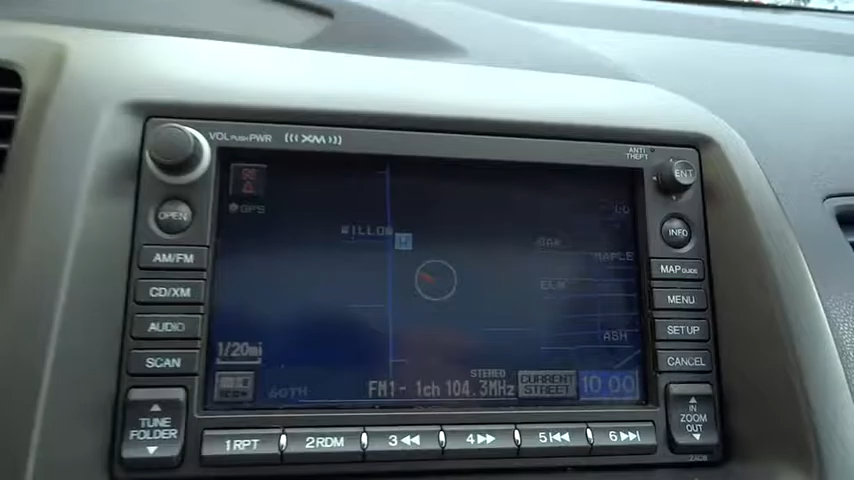 VOL PUSH PWR
((( XM )))
ANTI THEFT
ENT
OPEN
INFO
AM/FM
CD/XM
AUDIO
SCAN
TUNE
FOLDER
MAP GUIDE
MENU
SETUP
CANCEL
IN
ZOOM
OUT
GPS
WILLOW
H
OAK
MAPLE
ELM
ASH
1/20mi
60TH
STEREO
FM1- 1ch 104.3MHz
CURRENT
STREET
10:00
1 RPT
2 RDM
3
4
5
6